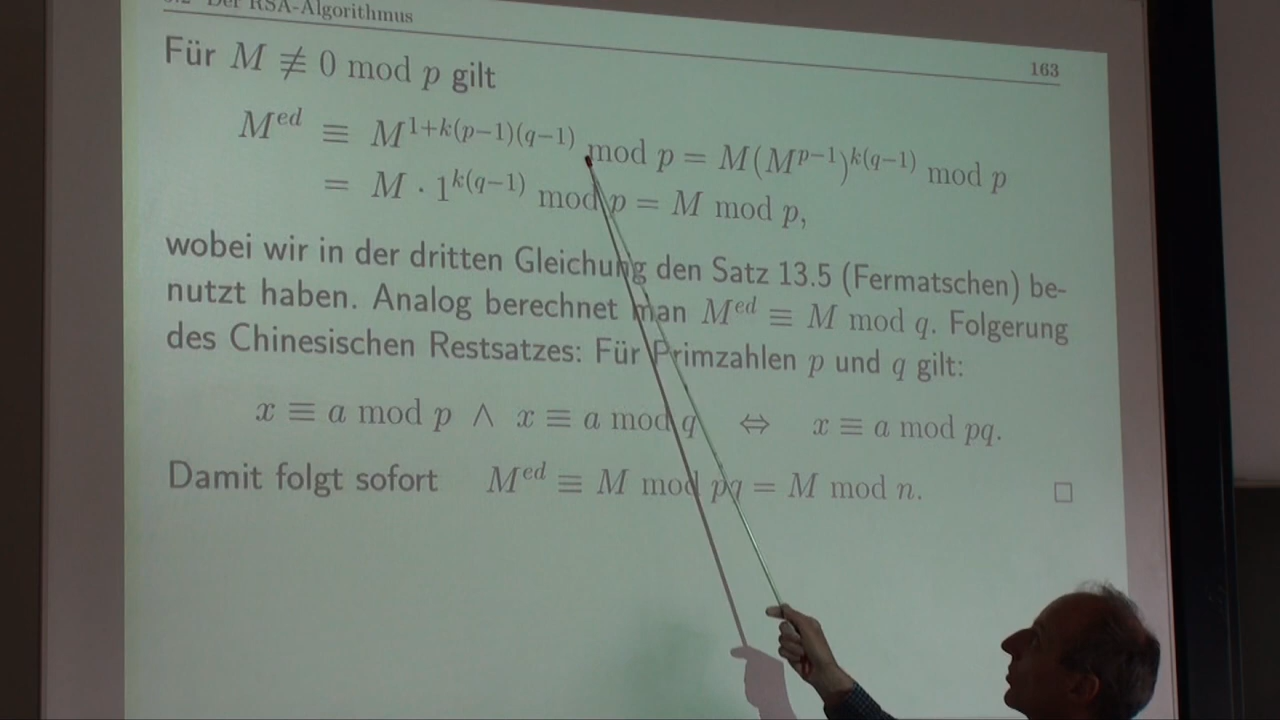 Der RSA-Algorithmus
163
Für M ≢ 0 mod p gilt
M^{ed} ≡ M^{1+k(p−1)(q−1)} mod p = M(M^{p−1})^{k(q−1)} mod p
= M · 1^{k(q−1)} mod p = M mod p,
wobei wir in der dritten Gleichung den Satz 13.5 (Fermatschen) be-
nutzt haben. Analog berechnet man M^{ed} ≡ M mod q. Folgerung
des Chinesischen Restsatzes: Für Primzahlen p und q gilt:
x ≡ a mod p ∧ x ≡ a mod q ⇔ x ≡ a mod pq.
Damit folgt sofort M^{ed} ≡ M mod pq = M mod n. □